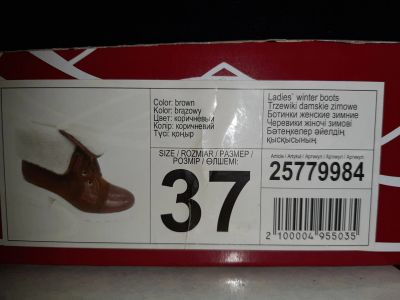 Color: brown
Kolor: brązowy
Цвет: коричневый
Колір: коричневий
Түсі: қоңыр
SIZE / ROZMIAR / РАЗМЕР /
РОЗМІР / ӨЛШЕМІ:
37
Ladies' winter boots
Trzewiki damskie zimowe
Ботинки женские зимние
Черевики жіночі зимові
Бәтеңкелер әйелдің
қысқысының
Article / Artykuł / Артикул / Артикул / Артикул
25779984
2 100004 955035